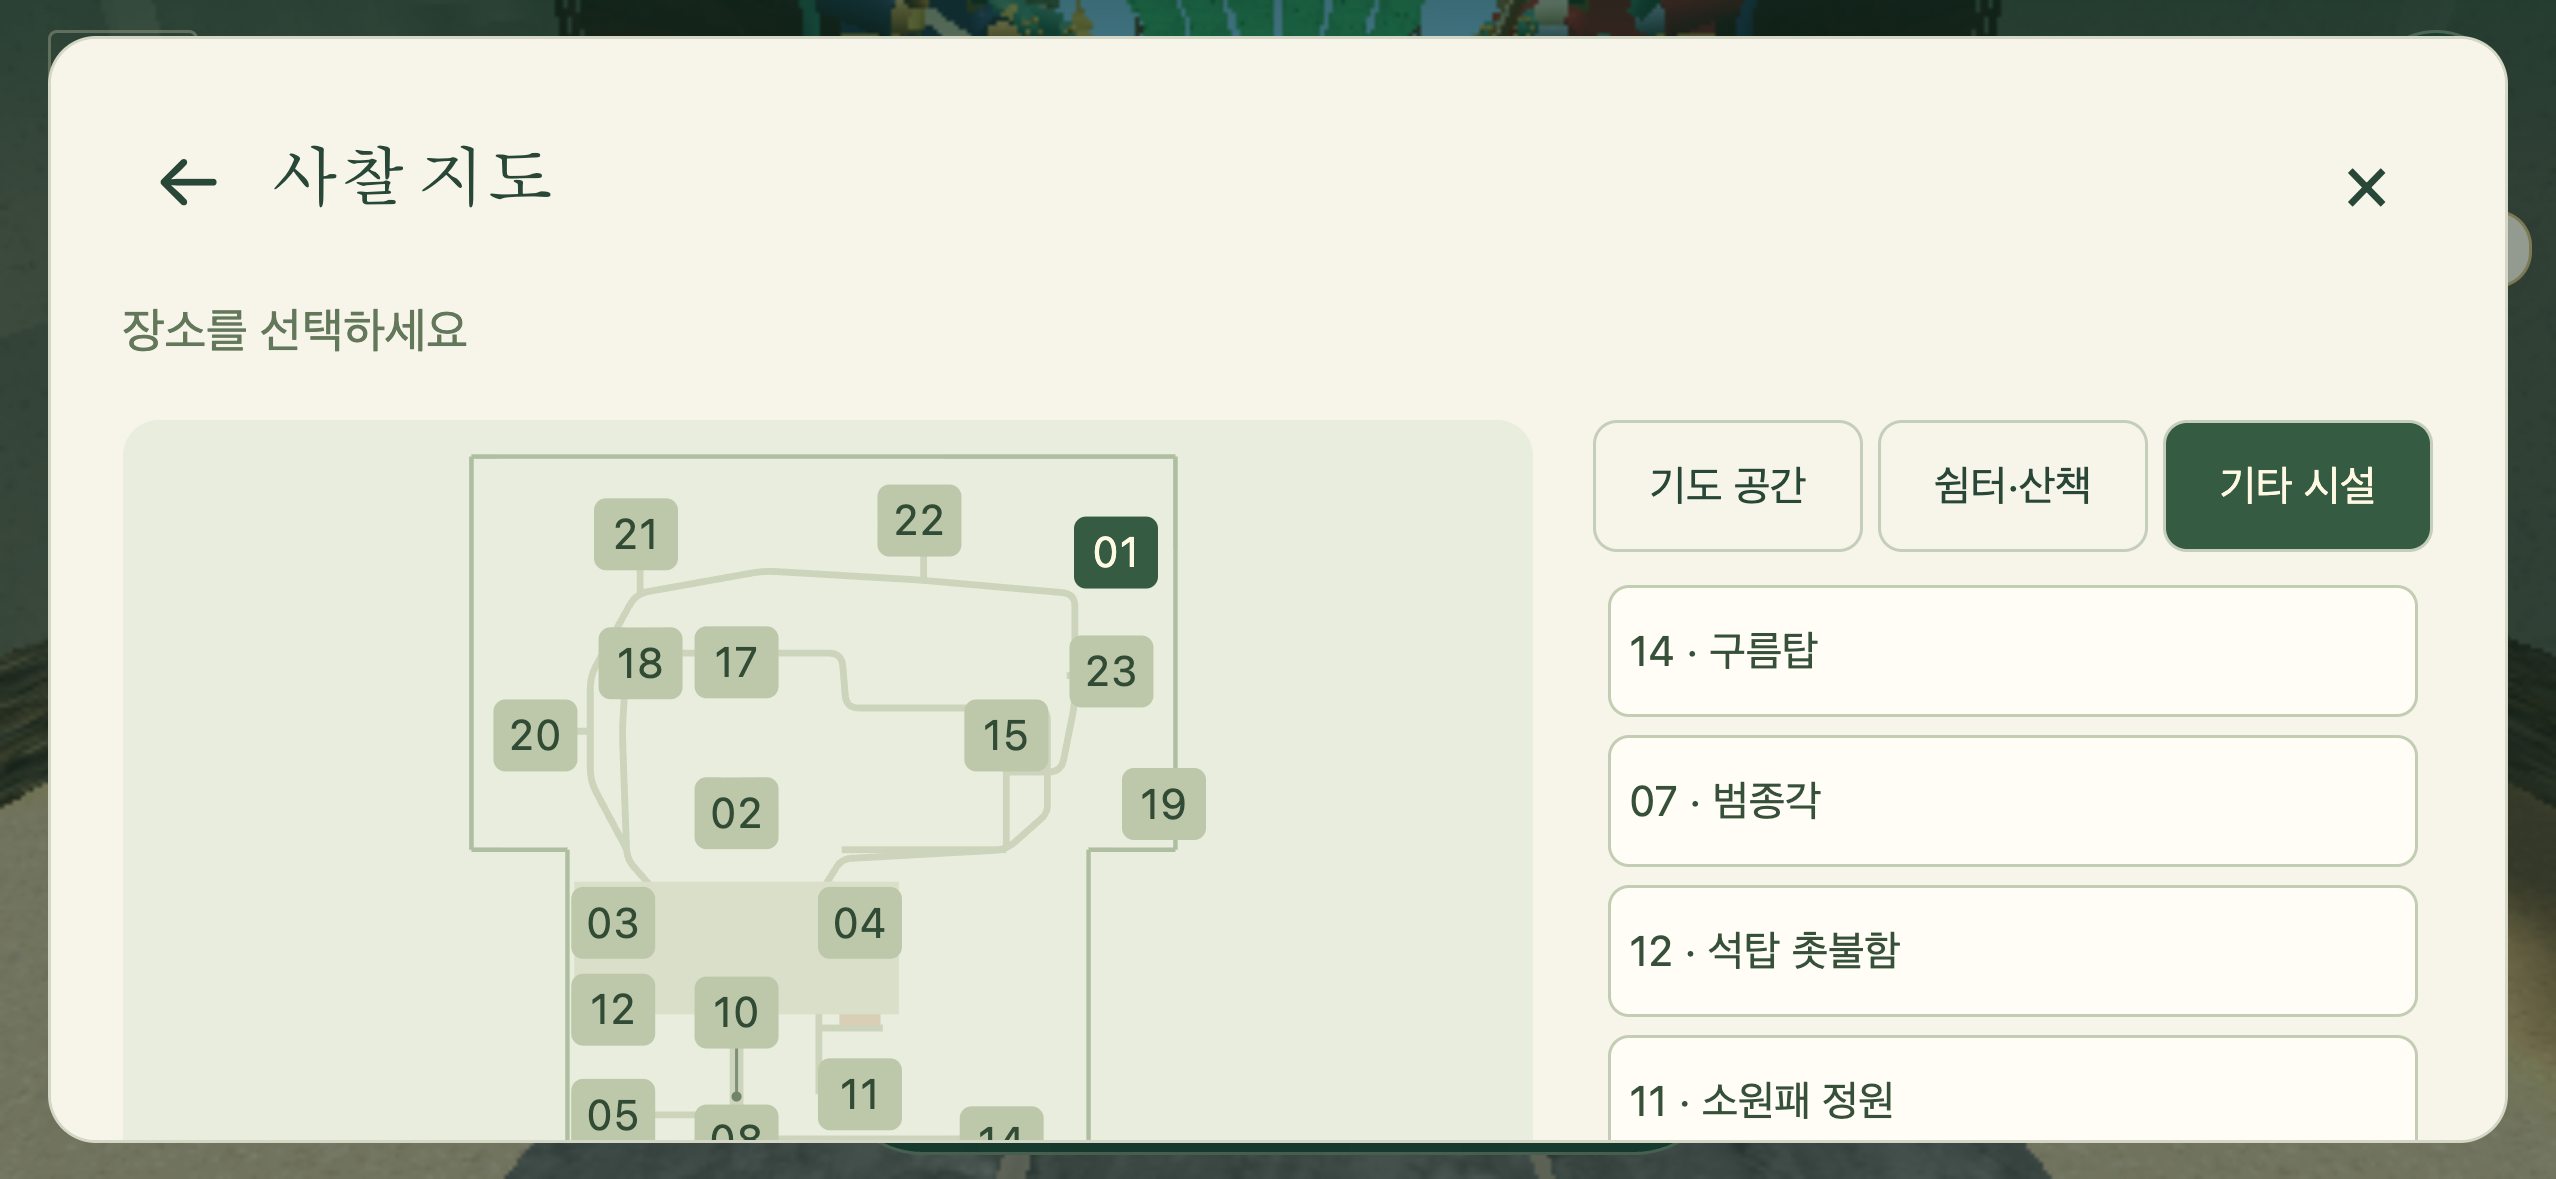 사찰 지도
장소를 선택하세요
기도 공간
쉼터·산책
기타 시설
21
22
01
18
17
23
20
15
02
19
03
04
12
10
11
05
08
14
14 · 구름탑
07 · 범종각
12 · 석탑 촛불함
11 · 소원패 정원